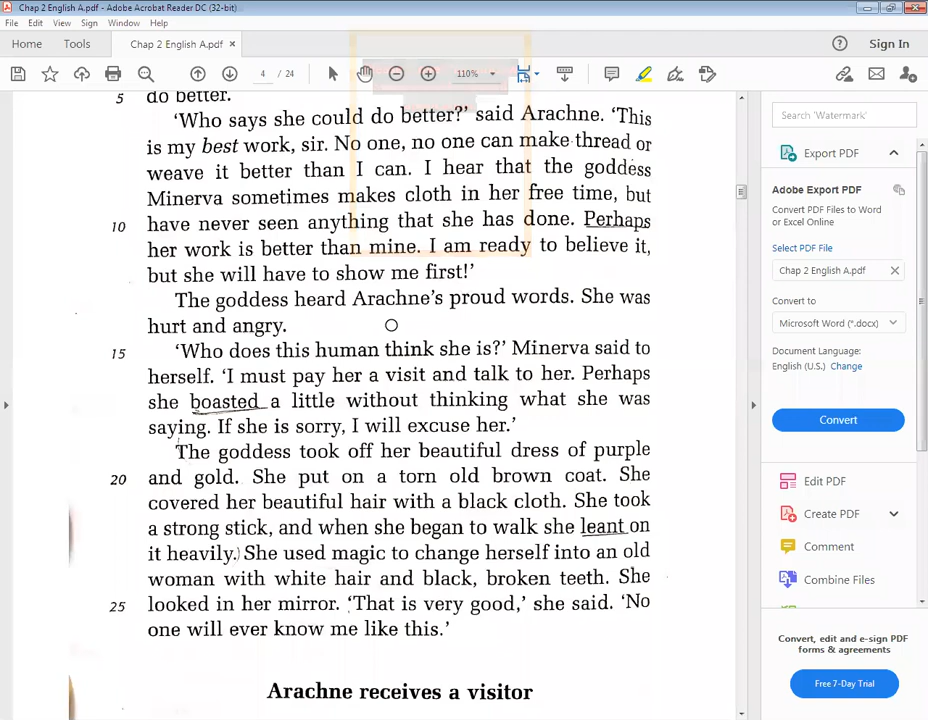 Chap 2 English A.pdf - Adobe Acrobat Reader DC (32-bit)
File Edit View Sign Window Help
Home Tools Chap 2 English A.pdf × Sign In
4 / 24 110%
5 do better.
‘Who says she could do better?’ said Arachne. ‘This
is my best work, sir. No one, no one can make thread or
weave it better than I can. I hear that the goddess
Minerva sometimes makes cloth in her free time, but
10 have never seen anything that she has done. Perhaps
her work is better than mine. I am ready to believe it,
but she will have to show me first!’
The goddess heard Arachne’s proud words. She was
hurt and angry.
15 ‘Who does this human think she is?’ Minerva said to
herself. ‘I must pay her a visit and talk to her. Perhaps
she boasted a little without thinking what she was
saying. If she is sorry, I will excuse her.’
The goddess took off her beautiful dress of purple
20 and gold. She put on a torn old brown coat. She
covered her beautiful hair with a black cloth. She took
a strong stick, and when she began to walk she leant on
it heavily. She used magic to change herself into an old
woman with white hair and black, broken teeth. She
25 looked in her mirror. ‘That is very good,’ she said. ‘No
one will ever know me like this.’
Arachne receives a visitor
Search 'Watermark'
Export PDF
Adobe Export PDF
Convert PDF Files to Word
or Excel Online
Select PDF File
Chap 2 English A.pdf ×
Convert to
Microsoft Word (*.docx)
Document Language:
English (U.S.) Change
Convert
Edit PDF
Create PDF
Comment
Combine Files
Convert, edit and e-sign PDF
forms & agreements
Free 7-Day Trial